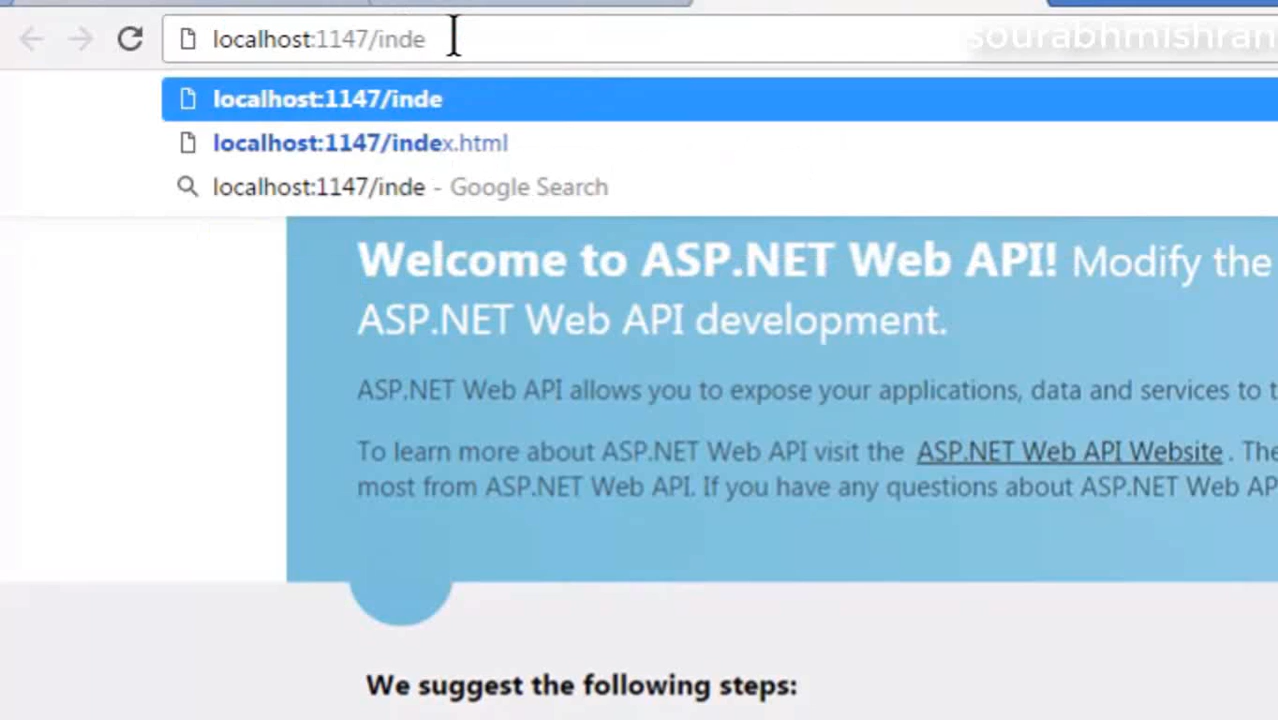 localhost:1147/inde
sourabhmishran
localhost:1147/inde
localhost:1147/index.html
localhost:1147/inde - Google Search
Welcome to ASP.NET Web API! Modify the
ASP.NET Web API development.
ASP.NET Web API allows you to expose your applications, data and services to t
To learn more about ASP.NET Web API visit the ASP.NET Web API Website . The
most from ASP.NET Web API. If you have any questions about ASP.NET Web AP
We suggest the following steps: